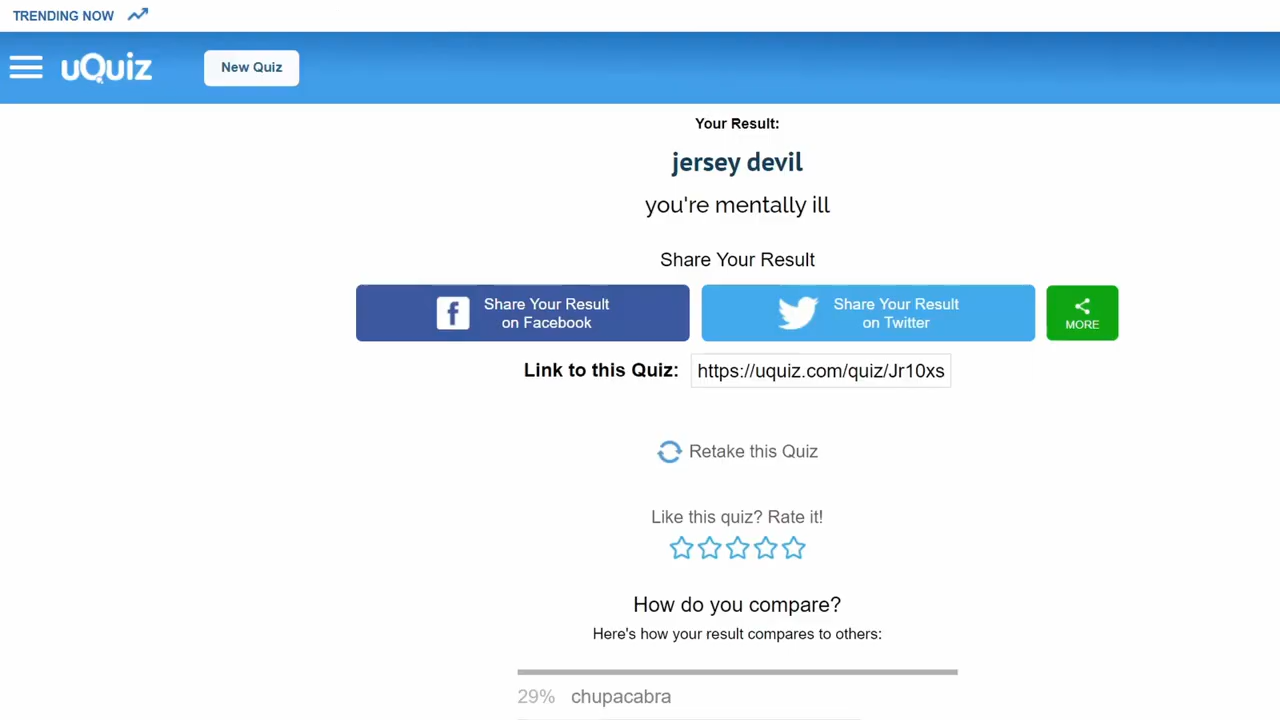 TRENDING NOW
uQuiz
New Quiz
Your Result:
jersey devil
you're mentally ill
Share Your Result
Share Your Result
on Facebook
Share Your Result
on Twitter
MORE
Link to this Quiz: https://uquiz.com/quiz/Jr10xs
Retake this Quiz
Like this quiz? Rate it!
How do you compare?
Here's how your result compares to others:
29% chupacabra